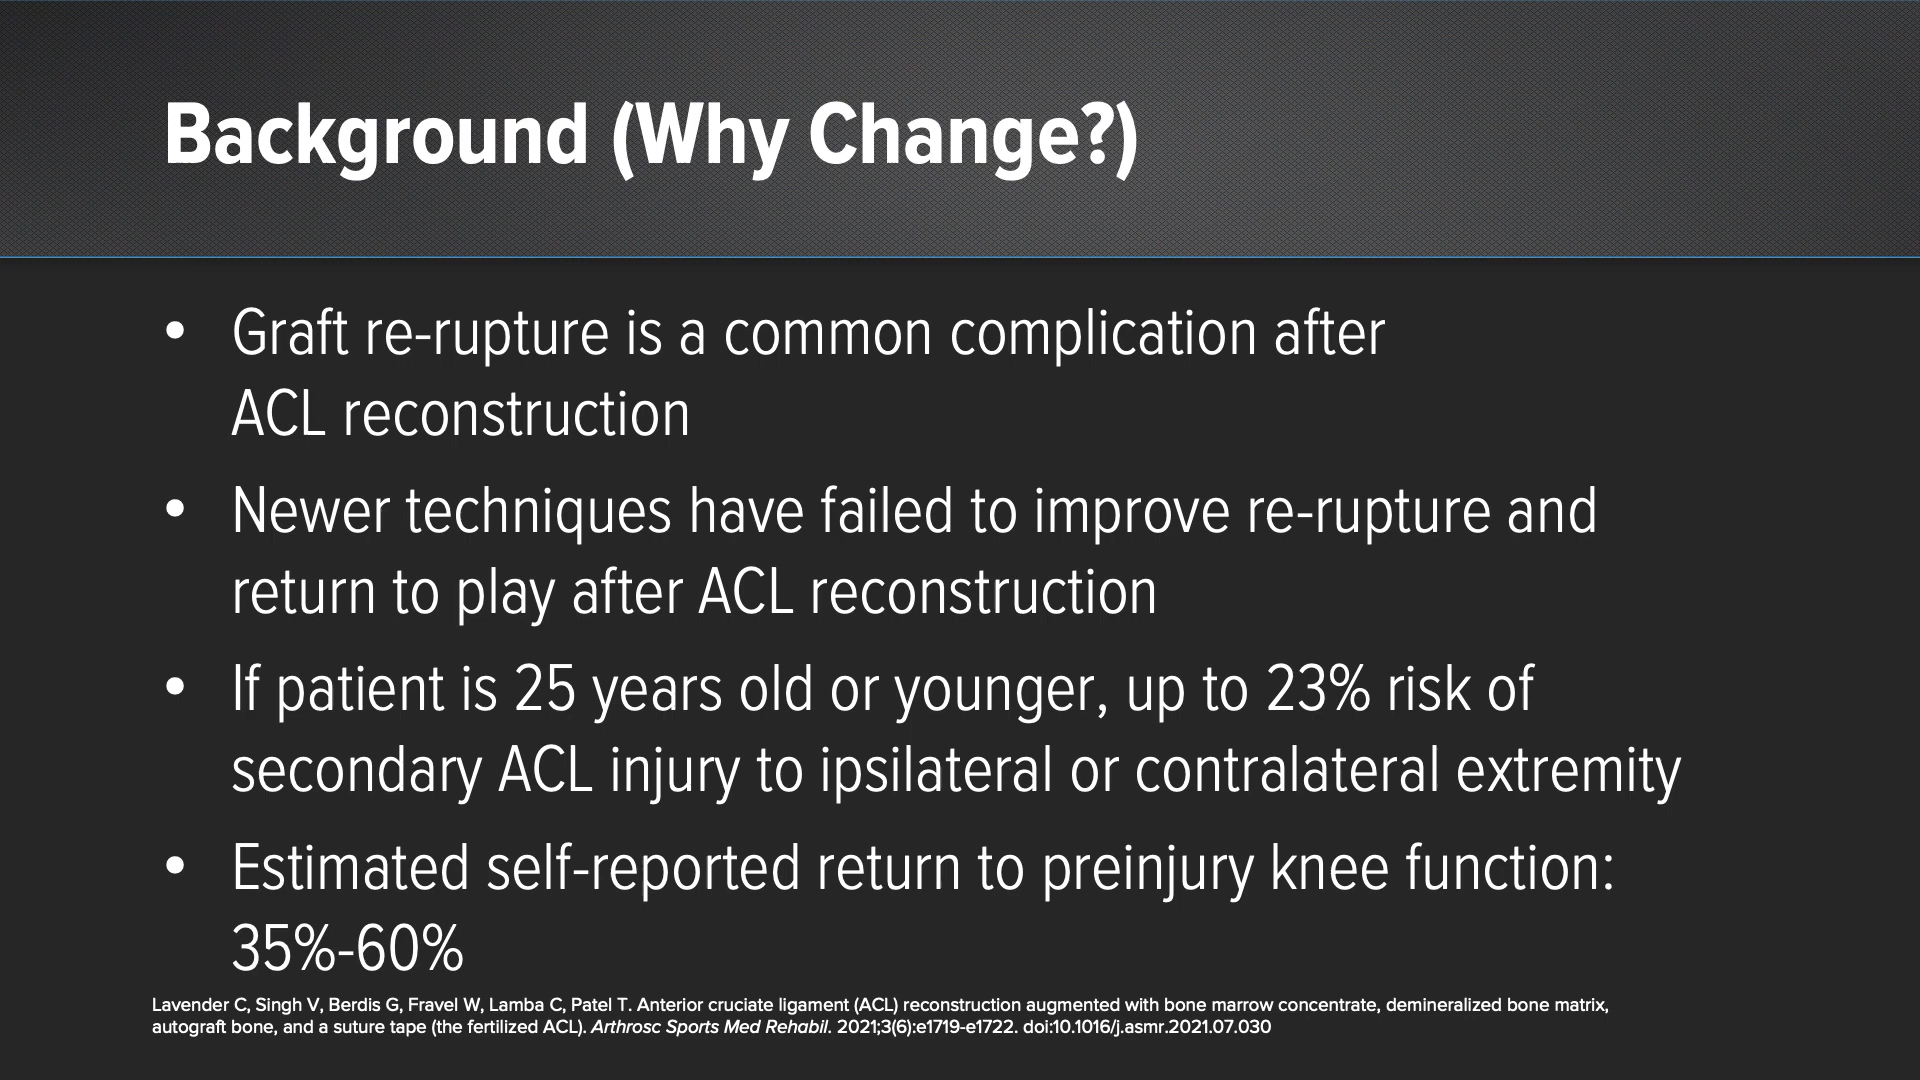 Background (Why Change?)
• Graft re-rupture is a common complication after
ACL reconstruction
• Newer techniques have failed to improve re-rupture and
return to play after ACL reconstruction
• If patient is 25 years old or younger, up to 23% risk of
secondary ACL injury to ipsilateral or contralateral extremity
• Estimated self-reported return to preinjury knee function:
35%-60%
Lavender C, Singh V, Berdis G, Fravel W, Lamba C, Patel T. Anterior cruciate ligament (ACL) reconstruction augmented with bone marrow concentrate, demineralized bone matrix,
autograft bone, and a suture tape (the fertilized ACL). Arthrosc Sports Med Rehabil. 2021;3(6):e1719-e1722. doi:10.1016/j.asmr.2021.07.030